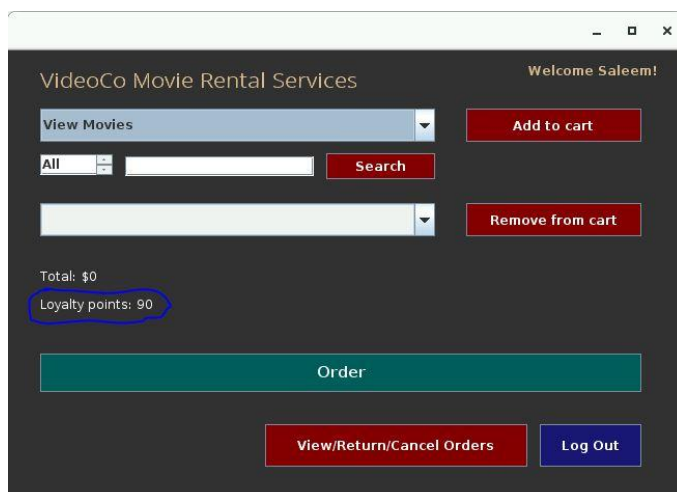 Welcome Saleem!
VideoCo Movie Rental Services
View Movies
Add to cart
All
Search
Remove from cart
Total: $0
Loyalty points: 90
Order
View/Return/Cancel Orders
Log Out